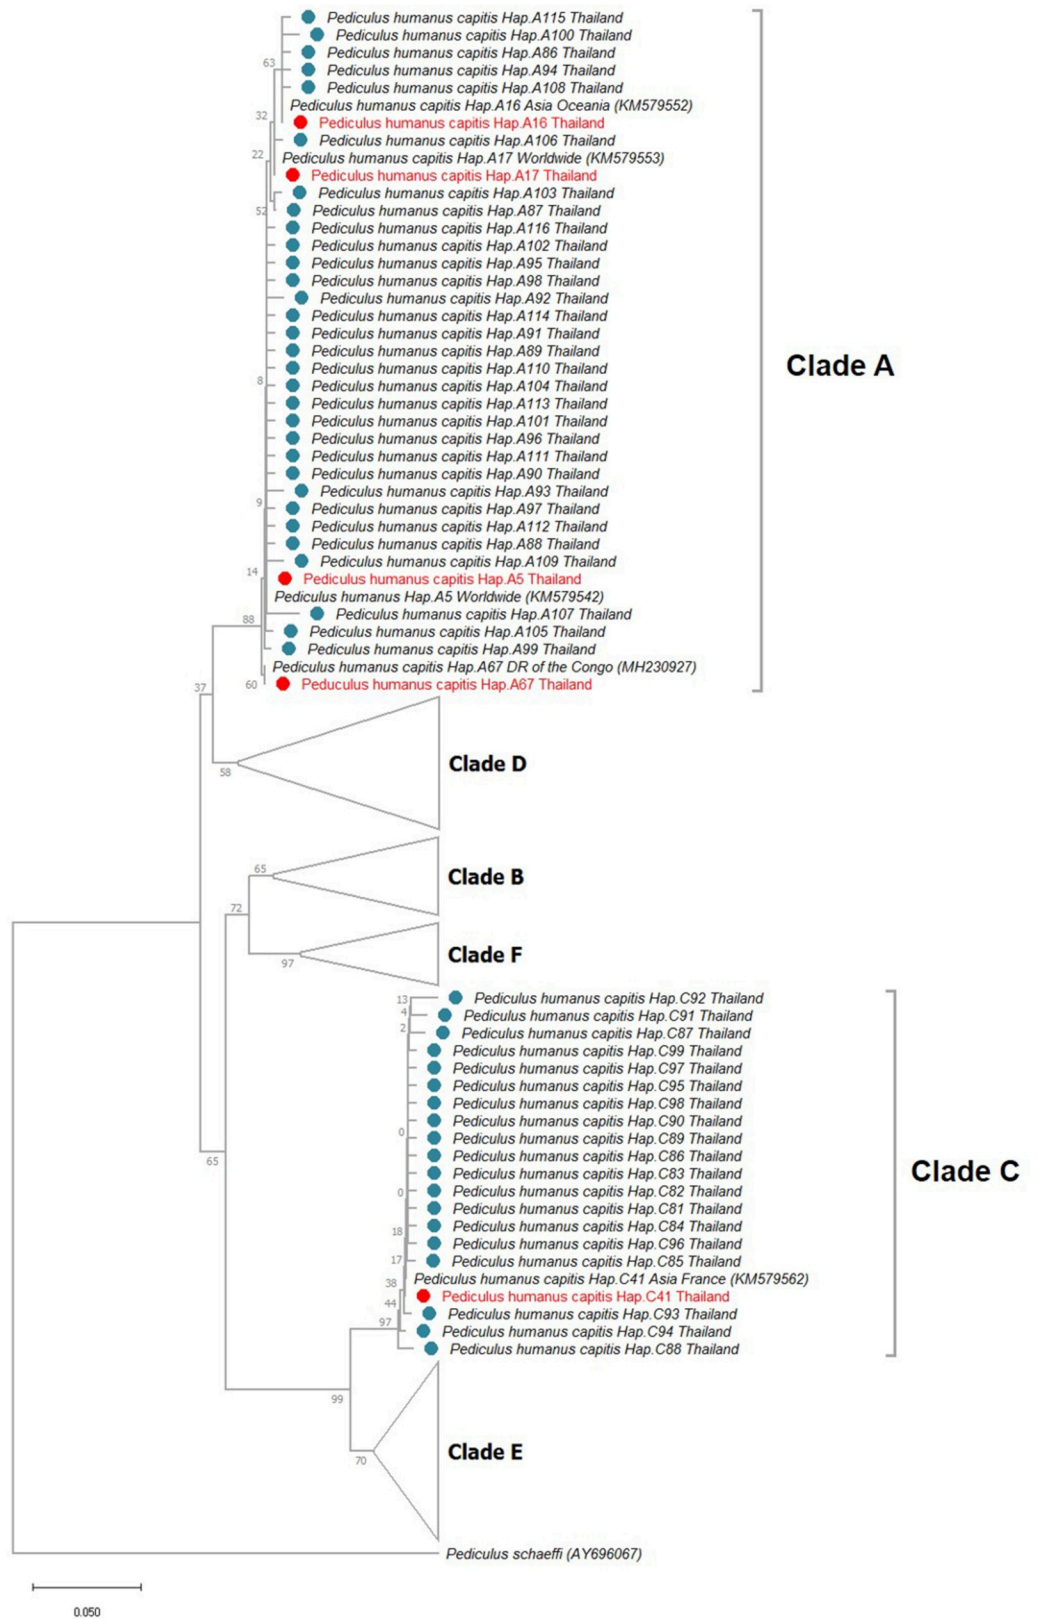 Pediculus humanus capitis Hap.A115 Thailand
Pediculus humanus capitis Hap.A100 Thailand
Pediculus humanus capitis Hap.A86 Thailand
63
Pediculus humanus capitis Hap.A94 Thailand
Pediculus humanus capitis Hap.A108 Thailand
Pediculus humanus capitis Hap.A16 Asia Oceania (KM579552)
32
Pediculus humanus capitis Hap.A16 Thailand
Pediculus humanus capitis Hap.A106 Thailand
22
Pediculus humanus capitis Hap.A17 Worldwide (KM579553)
Pediculus humanus capitis Hap.A17 Thailand
Pediculus humanus capitis Hap.A103 Thailand
52
Pediculus humanus capitis Hap.A87 Thailand
Pediculus humanus capitis Hap.A116 Thailand
Pediculus humanus capitis Hap.A102 Thailand
Pediculus humanus capitis Hap.A95 Thailand
Pediculus humanus capitis Hap.A98 Thailand
Pediculus humanus capitis Hap.A92 Thailand
Pediculus humanus capitis Hap.A114 Thailand
Pediculus humanus capitis Hap.A91 Thailand
Pediculus humanus capitis Hap.A89 Thailand
Clade A
Pediculus humanus capitis Hap.A110 Thailand
8
Pediculus humanus capitis Hap.A104 Thailand
Pediculus humanus capitis Hap.A113 Thailand
Pediculus humanus capitis Hap.A101 Thailand
Pediculus humanus capitis Hap.A96 Thailand
Pediculus humanus capitis Hap.A111 Thailand
Pediculus humanus capitis Hap.A90 Thailand
Pediculus humanus capitis Hap.A93 Thailand
9
Pediculus humanus capitis Hap.A97 Thailand
Pediculus humanus capitis Hap.A112 Thailand
Pediculus humanus capitis Hap.A88 Thailand
Pediculus humanus capitis Hap.A109 Thailand
14
Pediculus humanus capitis Hap.A5 Thailand
Pediculus humanus Hap.A5 Worldwide (KM579542)
Pediculus humanus capitis Hap.A107 Thailand
88
Pediculus humanus capitis Hap.A105 Thailand
Pediculus humanus capitis Hap.A99 Thailand
Pediculus humanus capitis Hap.A67 DR of the Congo (MH230927)
60
Peduculus humanus capitis Hap.A67 Thailand
37
Clade D
58
65
Clade B
72
Clade F
97
13
Pediculus humanus capitis Hap.C92 Thailand
4
Pediculus humanus capitis Hap.C91 Thailand
2
Pediculus humanus capitis Hap.C87 Thailand
Pediculus humanus capitis Hap.C99 Thailand
Pediculus humanus capitis Hap.C97 Thailand
Pediculus humanus capitis Hap.C95 Thailand
Pediculus humanus capitis Hap.C98 Thailand
Pediculus humanus capitis Hap.C90 Thailand
0
Pediculus humanus capitis Hap.C89 Thailand
Pediculus humanus capitis Hap.C86 Thailand
65
Clade C
Pediculus humanus capitis Hap.C83 Thailand
0
Pediculus humanus capitis Hap.C82 Thailand
Pediculus humanus capitis Hap.C81 Thailand
18
Pediculus humanus capitis Hap.C84 Thailand
Pediculus humanus capitis Hap.C96 Thailand
17
Pediculus humanus capitis Hap.C85 Thailand
38
Pediculus humanus capitis Hap.C41 Asia France (KM579562)
Pediculus humanus capitis Hap.C41 Thailand
44
Pediculus humanus capitis Hap.C93 Thailand
97
Pediculus humanus capitis Hap.C94 Thailand
Pediculus humanus capitis Hap.C88 Thailand
99
Clade E
70
Pediculus schaeffi (AY696067)
0.050